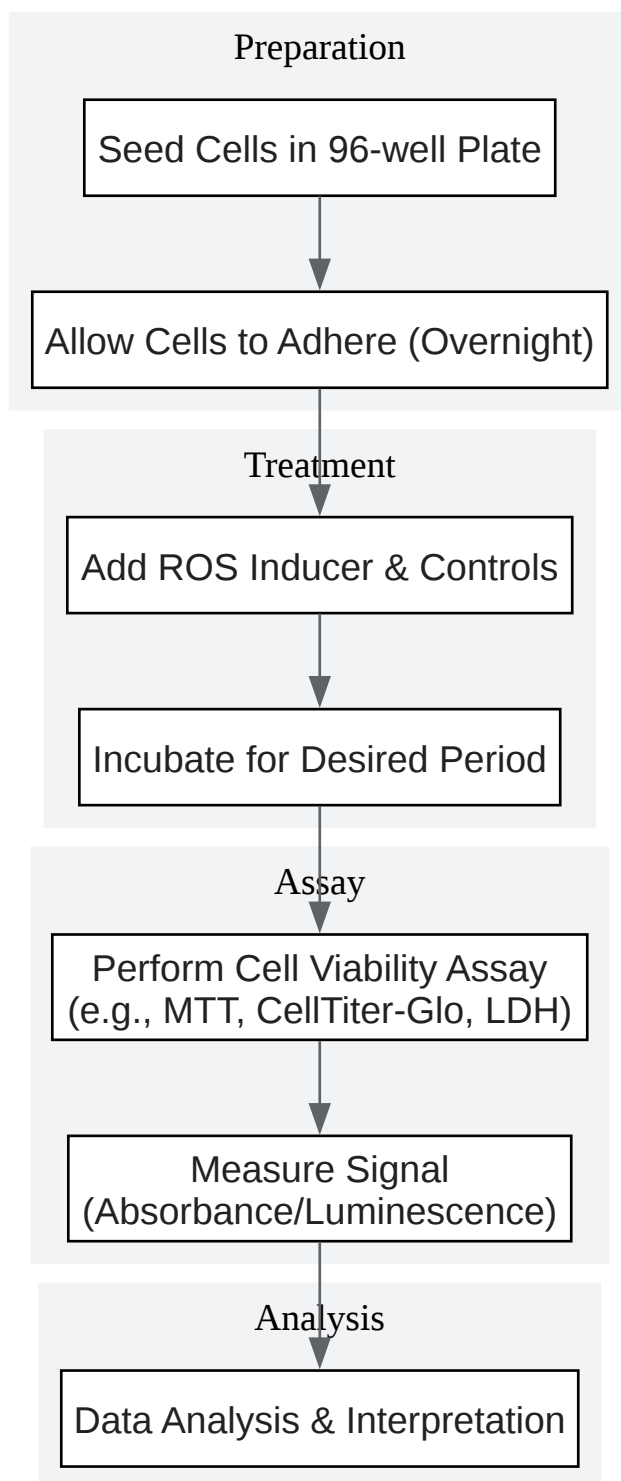 Preparation
Seed Cells in 96-well Plate
Allow Cells to Adhere (Overnight)
Treatment
Add ROS Inducer & Controls
Incubate for Desired Period
Assay
Perform Cell Viability Assay
(e.g., MTT, CellTiter-Glo, LDH)
Measure Signal
(Absorbance/Luminescence)
Analysis
Data Analysis & Interpretation